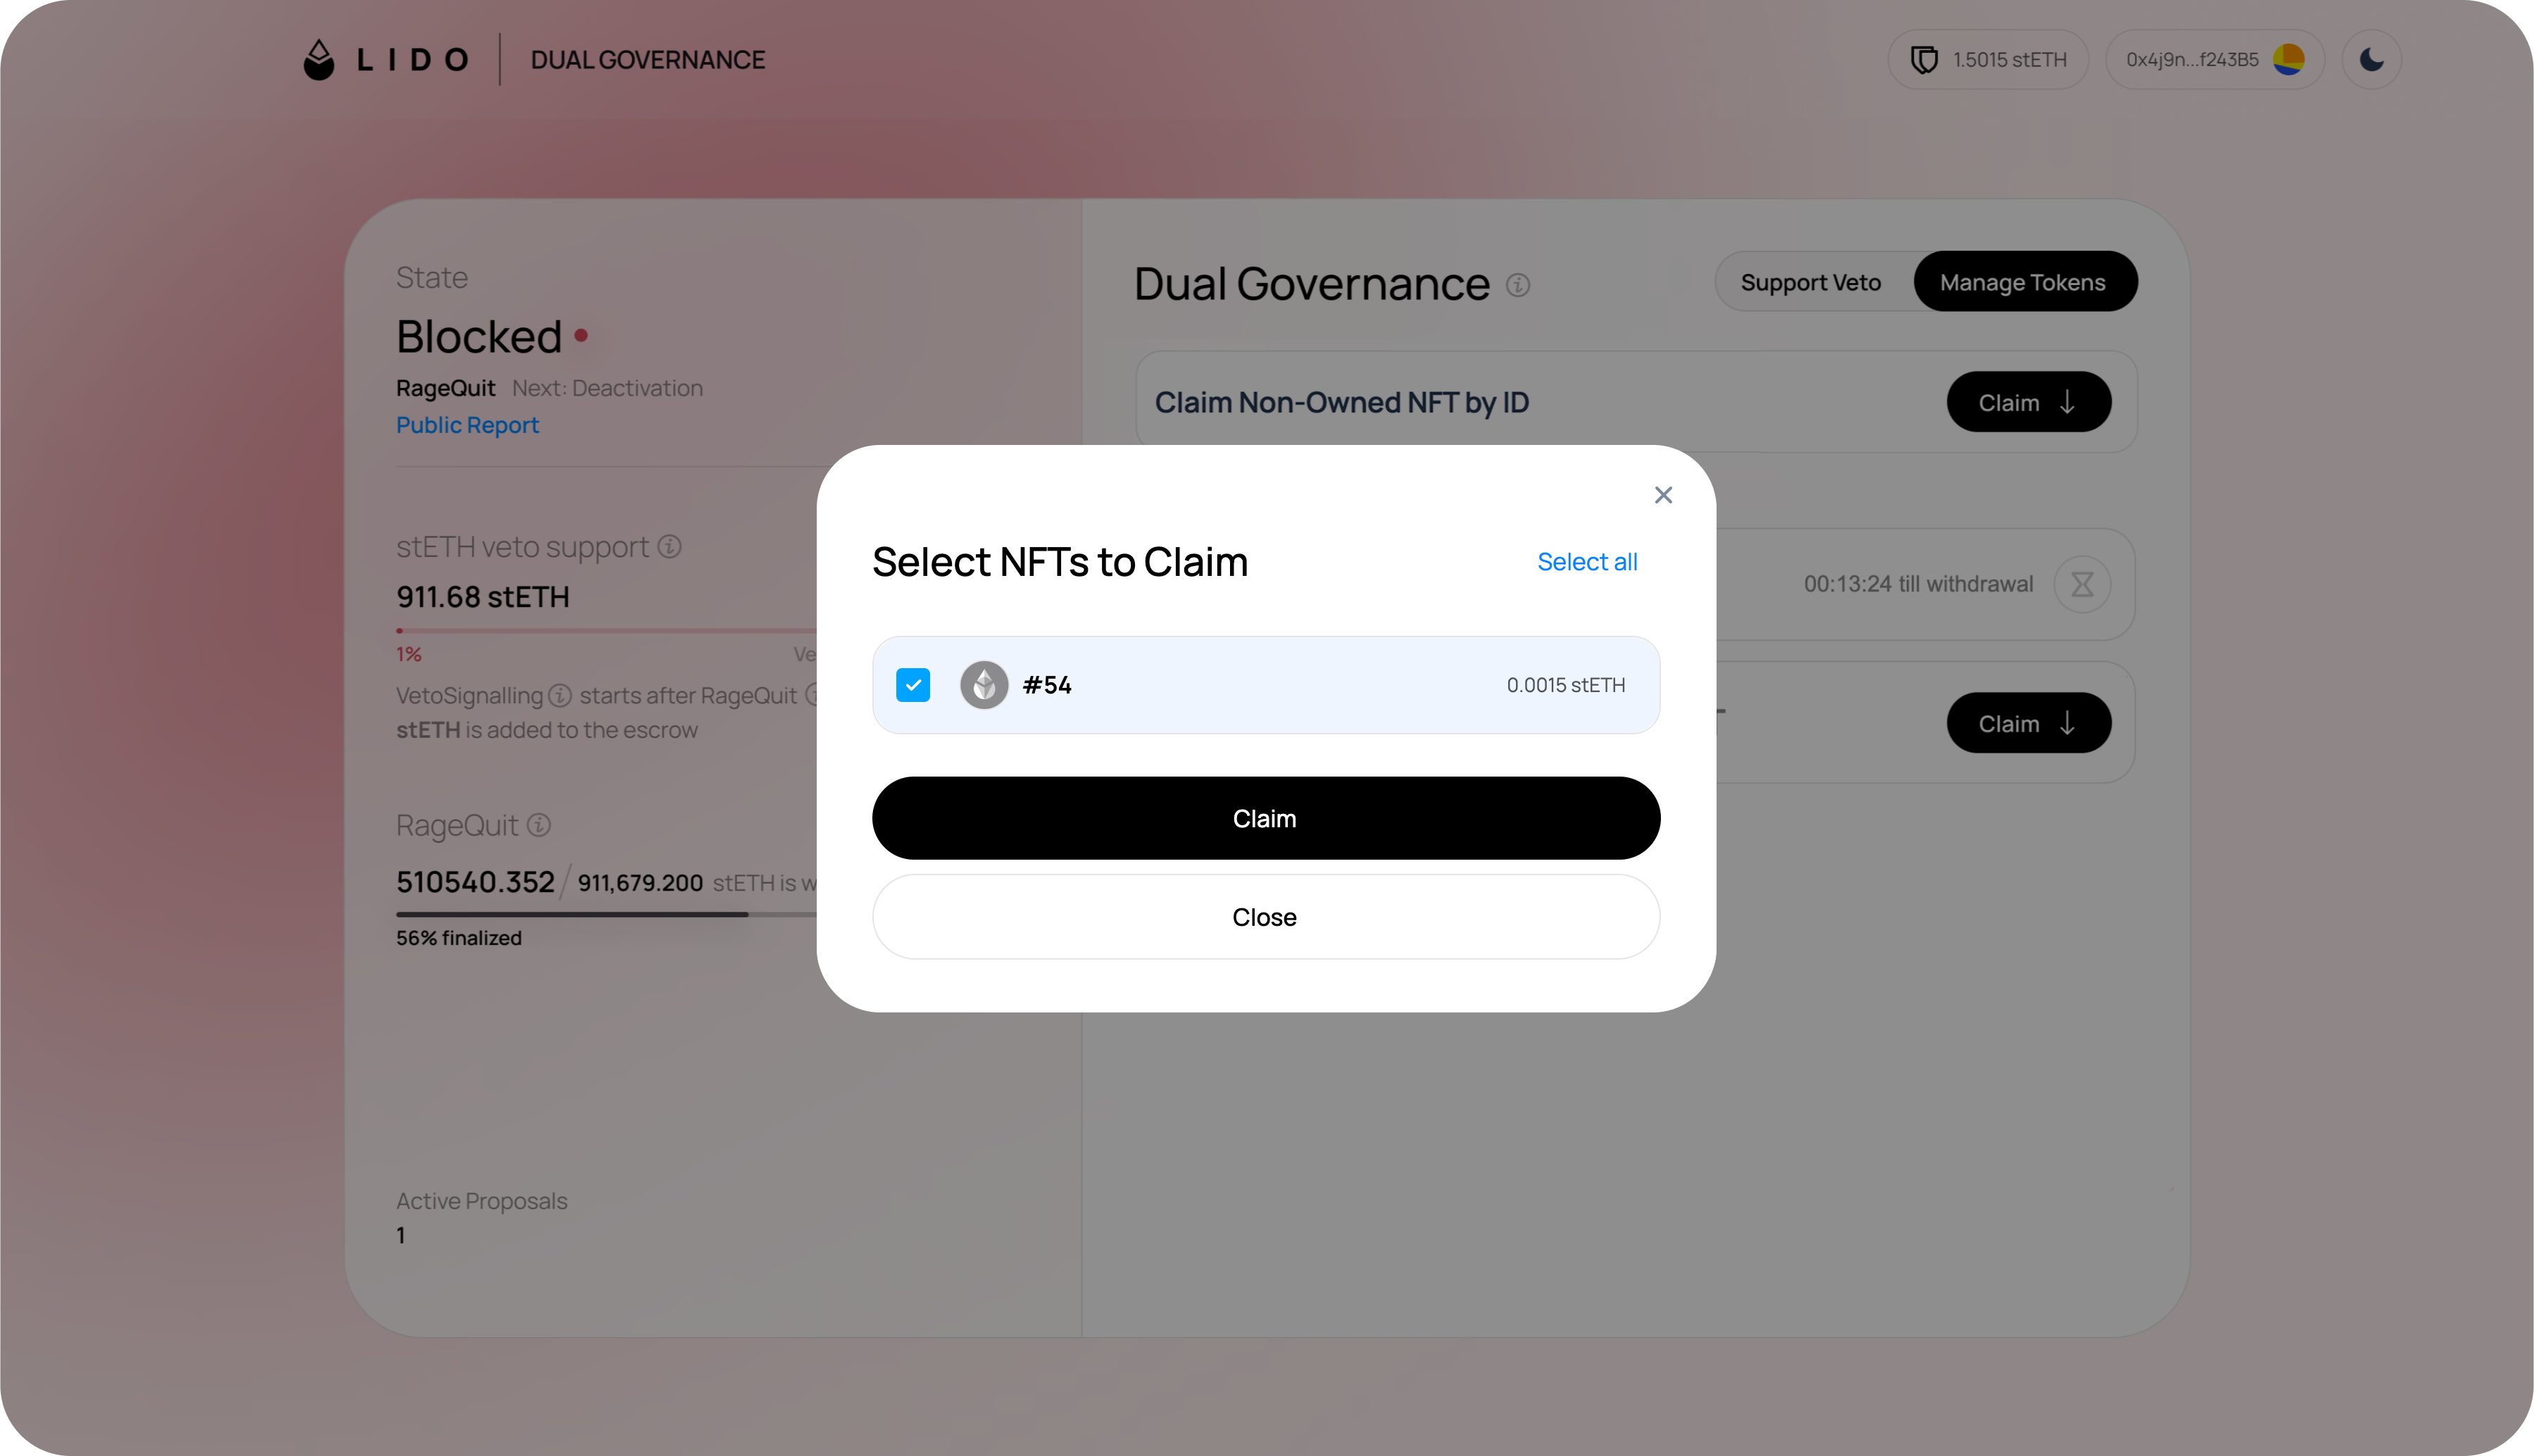 LIDO DUAL GOVERNANCE
1.5015 stETH
0x4j9n...f243B5
State
Blocked
RageQuit Next: Deactivation
Public Report
stETH veto support
911.68 stETH
1%
VetoSignalling starts after RageQuit
stETH is added to the escrow
RageQuit
510540.352 / 911,679.200 stETH is
56% finalized
Active Proposals
1
Dual Governance
Support Veto
Manage Tokens
Claim Non-Owned NFT by ID
Claim
00:13:24 till withdrawal
Claim
Select NFTs to Claim
Select all
#54
0.0015 stETH
Claim
Close